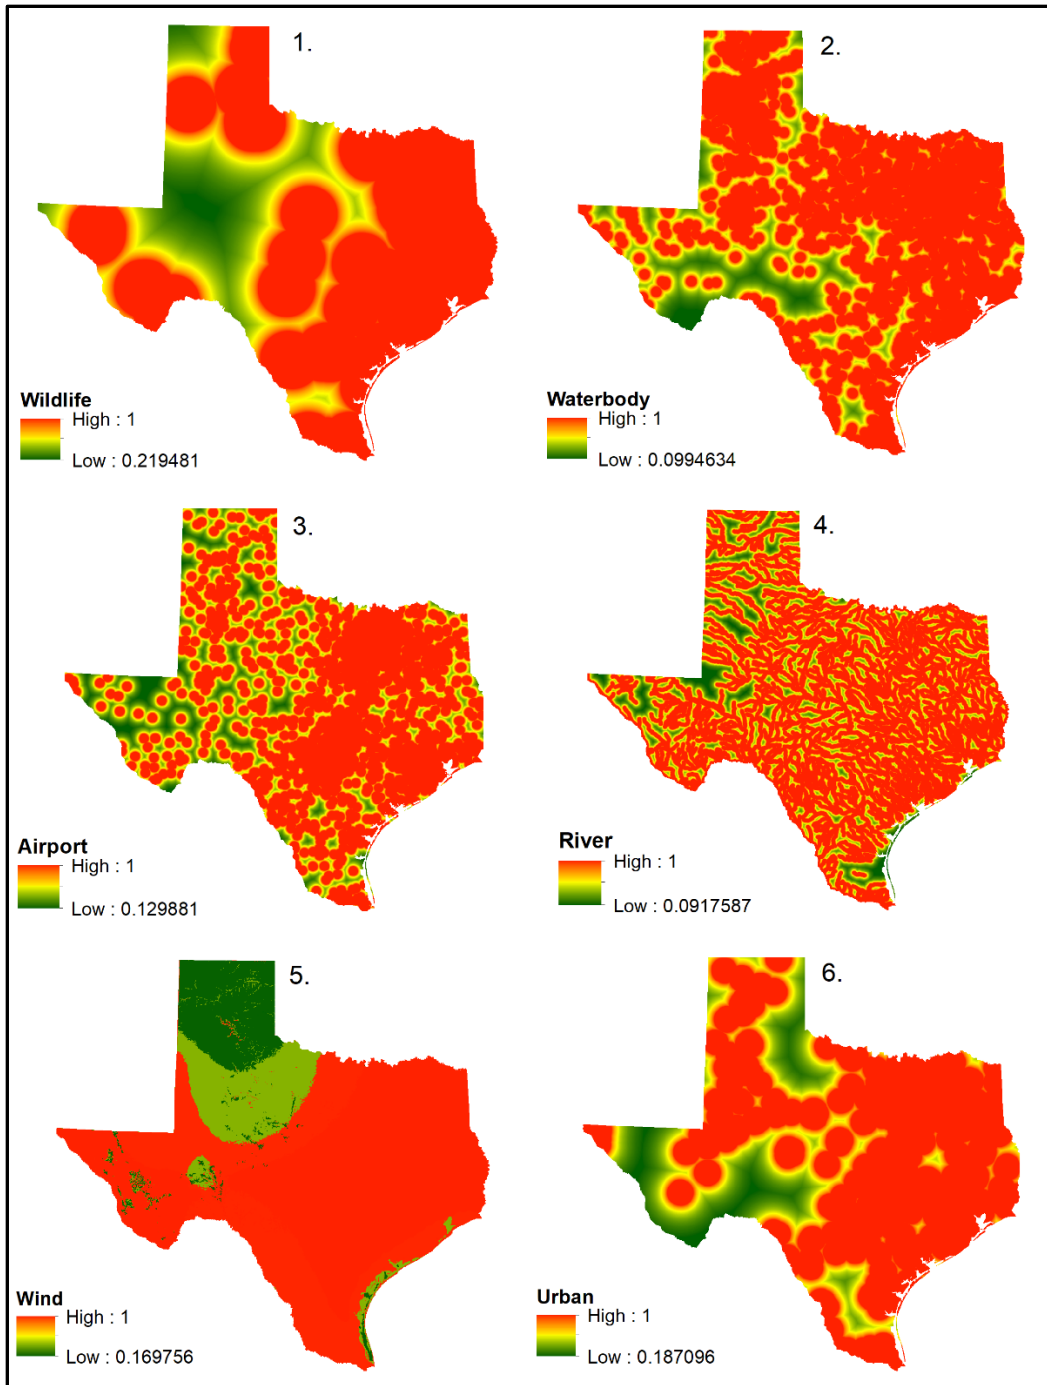 1.
Wildlife
High : 1
Low : 0.219481
2.
Waterbody
High : 1
Low : 0.0994634
3.
Airport
High : 1
Low : 0.129881
4.
River
High : 1
Low : 0.0917587
5.
Wind
High : 1
Low : 0.169756
6.
Urban
High : 1
Low : 0.187096